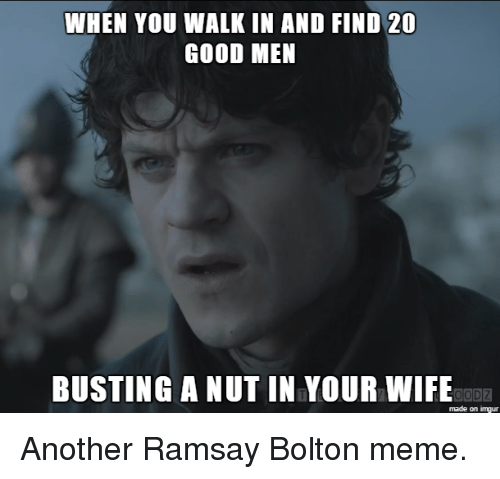 WHEN YOU WALK IN AND FIND 20
GOOD MEN
BUSTING A NUT IN YOUR WIFE
made on imgur
Another Ramsay Bolton meme.